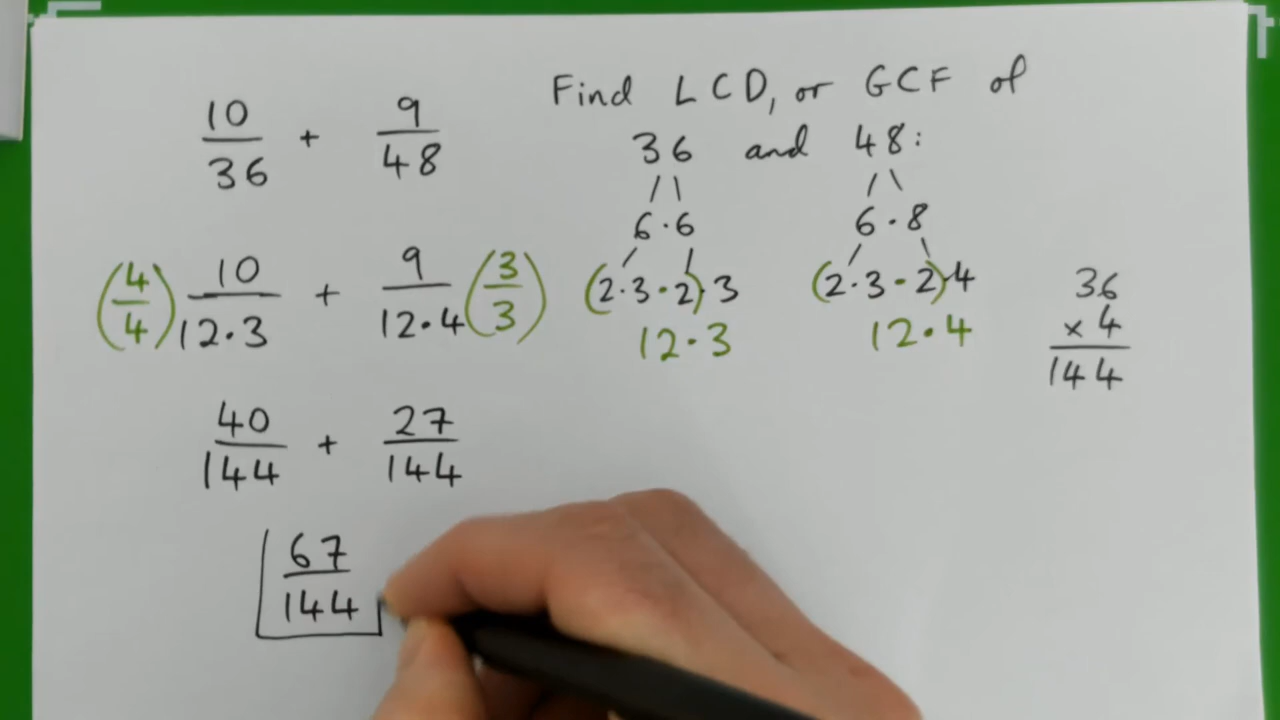 10/36 + 9/48
(4/4) 10/12·3 + 9/12·4 (3/3)
40/144 + 27/144
67/144
Find LCD, or GCF of
36 and 48:
6·6 6·8
(2·3·2)·3 (2·3·2)·4
12·3 12·4
36
×4
144